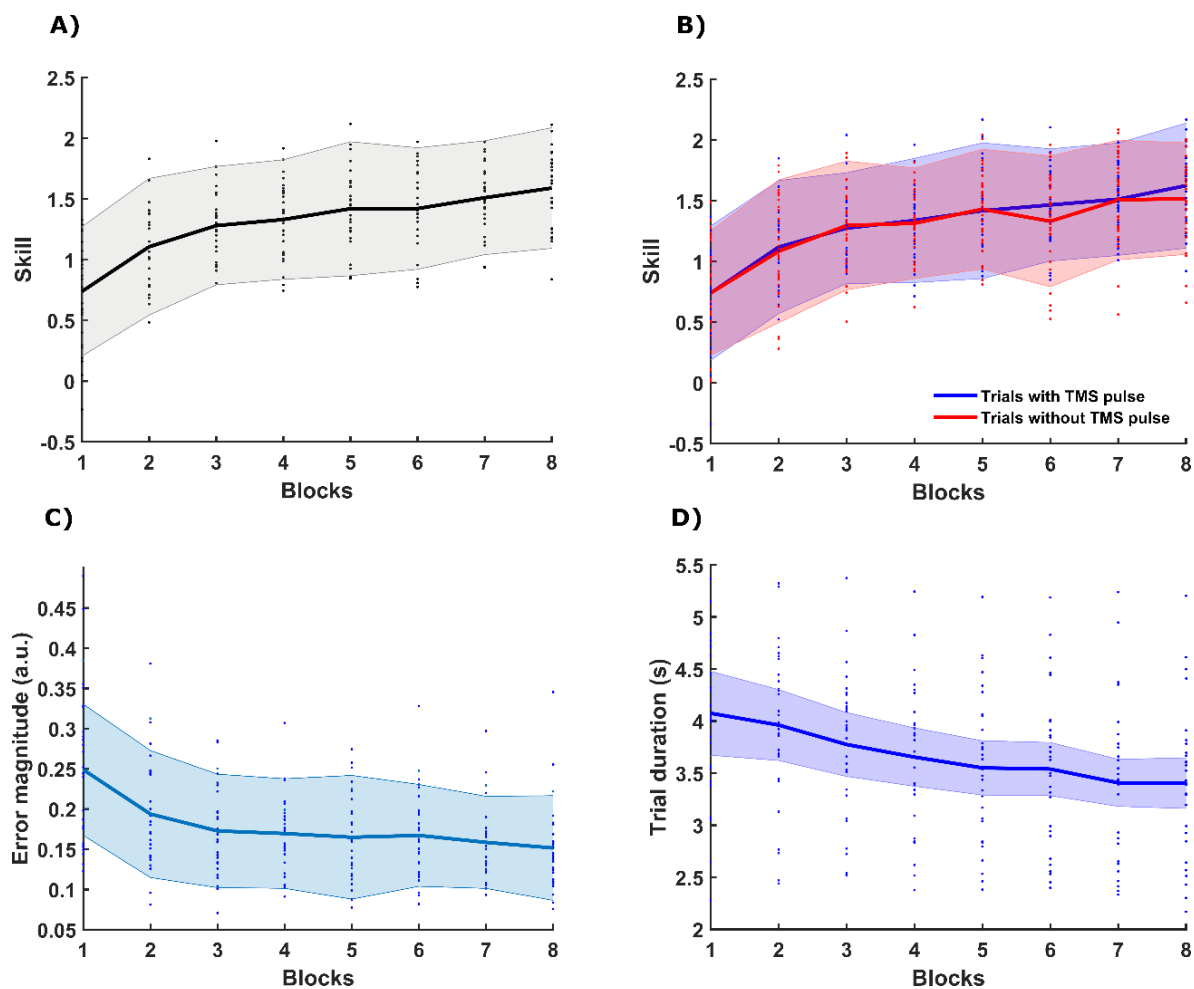 A)
2.5
2
1.5
1
0.5
0
-0.5
Skill
1 2 3 4 5 6 7 8
Blocks
B)
2.5
2
1.5
1
0.5
0
-0.5
Skill
Trials with TMS pulse
Trials without TMS pulse
1 2 3 4 5 6 7 8
Blocks
C)
0.45
0.4
0.35
0.3
0.25
0.2
0.15
0.1
0.05
Error magnitude (a.u.)
1 2 3 4 5 6 7 8
Blocks
D)
5.5
5
4.5
4
3.5
3
2.5
2
Trial duration (s)
1 2 3 4 5 6 7 8
Blocks